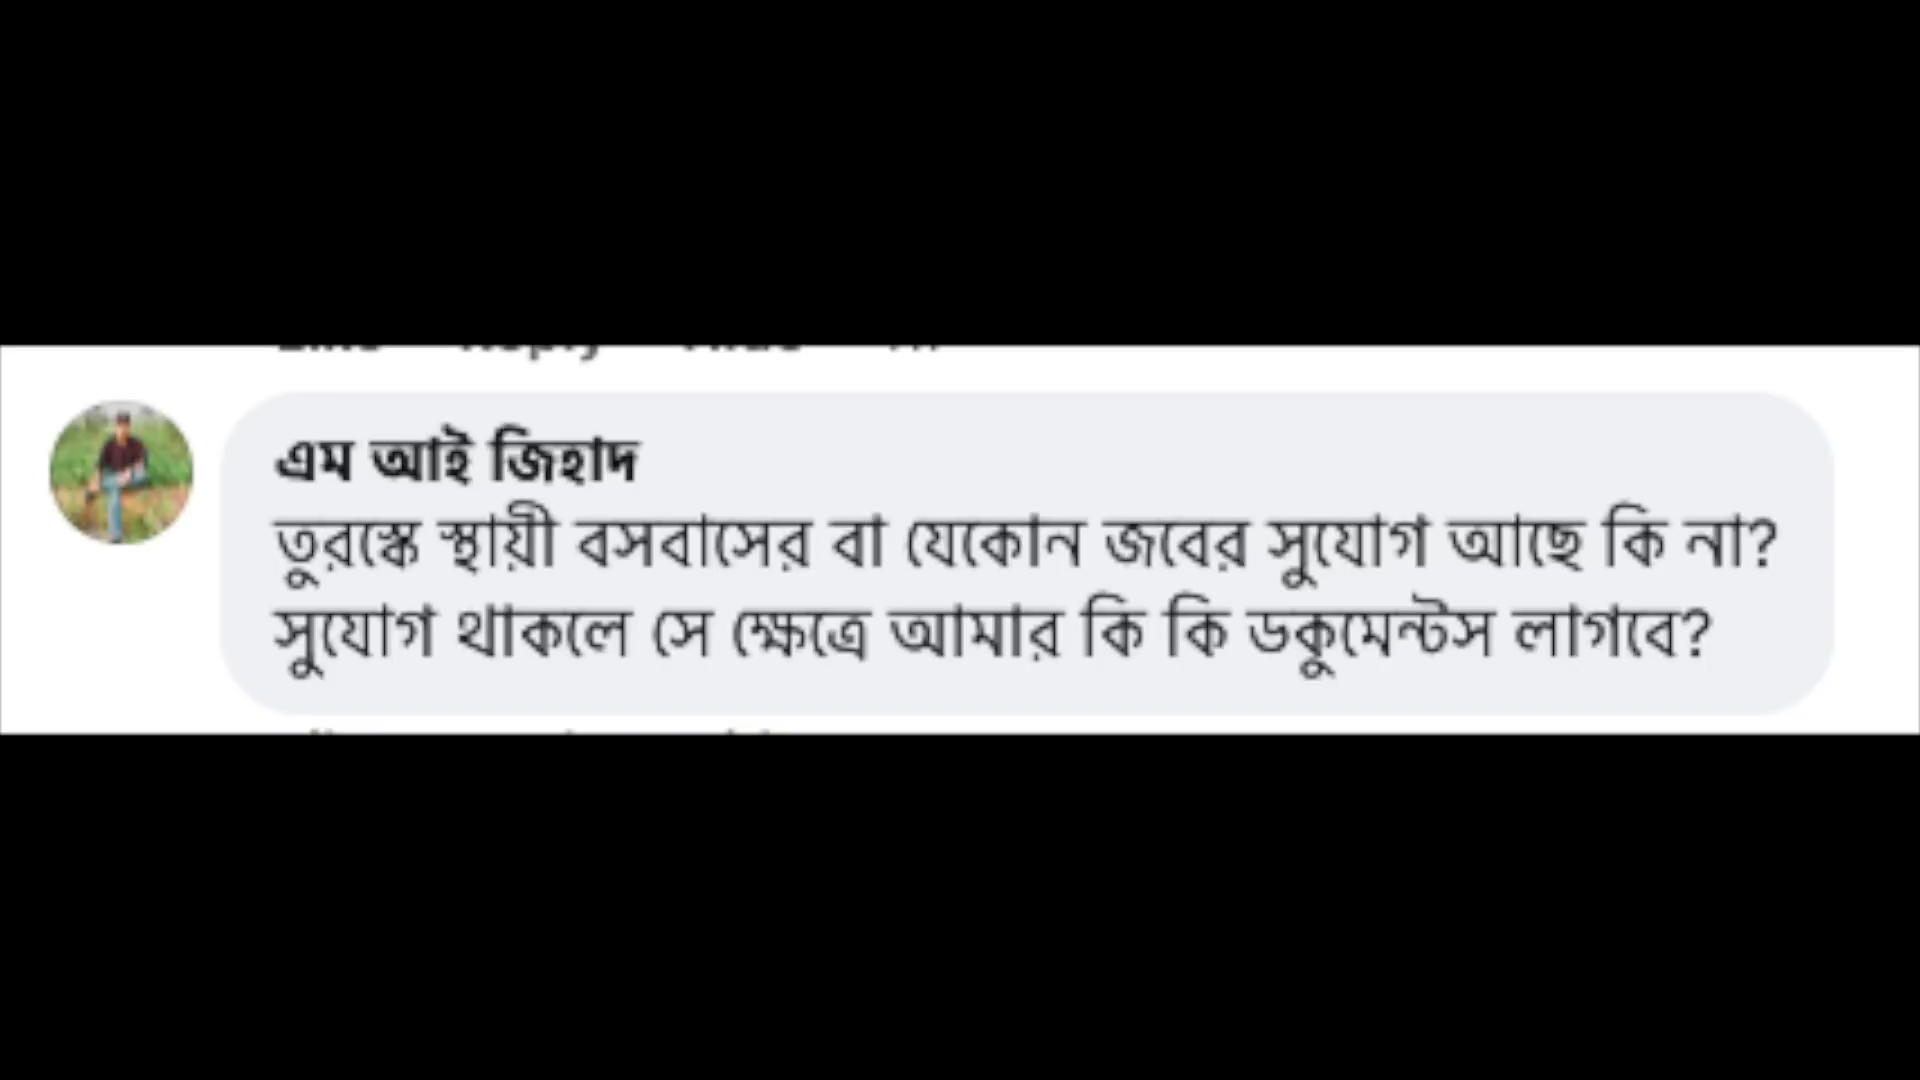 এম আই জিহাদ
তুরস্কে স্থায়ী বসবাসের বা যেকোন জবের সুযোগ আছে কি না?
সুযোগ থাকলে সে ক্ষেত্রে আমার কি কি ডকুমেন্টস লাগবে?